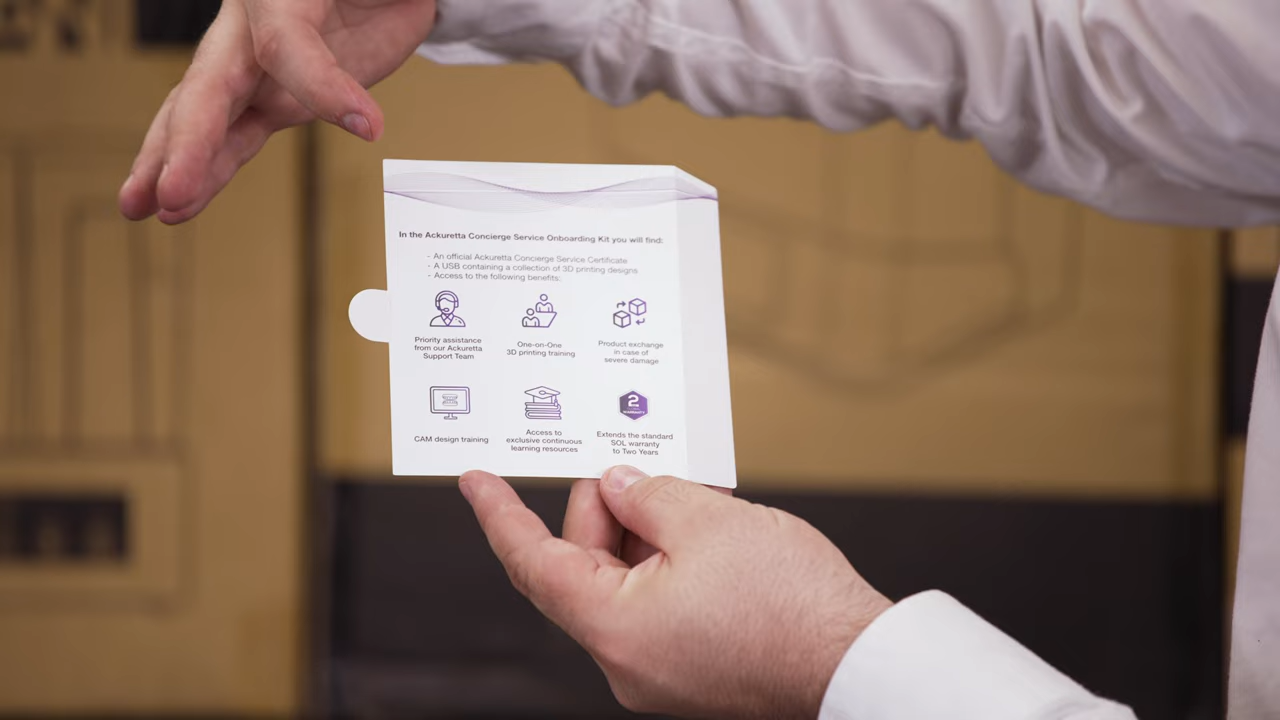 In the Ackuretta Concierge Service Onboarding Kit you will find:
- An official Ackuretta Concierge Service Certificate
- A USB containing a collection of 3D printing designs
- Access to the following benefits:
Priority assistance
from our Ackuretta
Support Team
One-on-One
3D printing training
Product exchange
in case of
severe damage
CAM design training
Access to
exclusive continuous
learning resources
2
WARRANTY
Extends the standard
SOL warranty
to Two Years